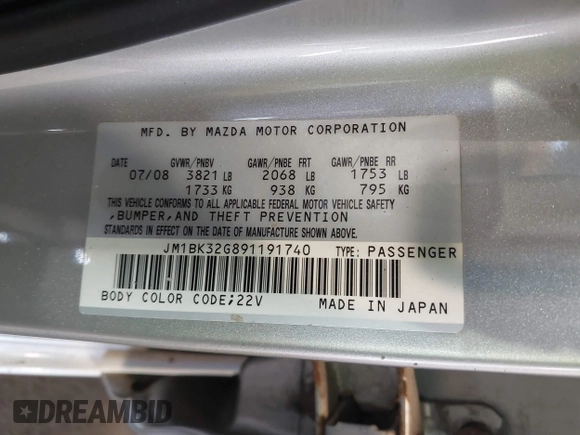 MFD. BY MAZDA MOTOR CORPORATION
DATE GVWR/PNBV GAWR/PNBE FRT GAWR/PNBE RR
07/08 3821 LB 2068 LB 1753 LB
1733 KG 938 KG 795 KG
THIS VEHICLE CONFORMS TO ALL APPLICABLE FEDERAL MOTOR VEHICLE SAFETY
,BUMPER,AND THEFT PREVENTION
STANDARDS IN EFFECT ON THE DATE OF MANUFACTURE SHOWN ABOVE.
JM1BK32G891191740 TYPE: PASSENGER
BODY COLOR CODE;22V MADE IN JAPAN
DREAMBID